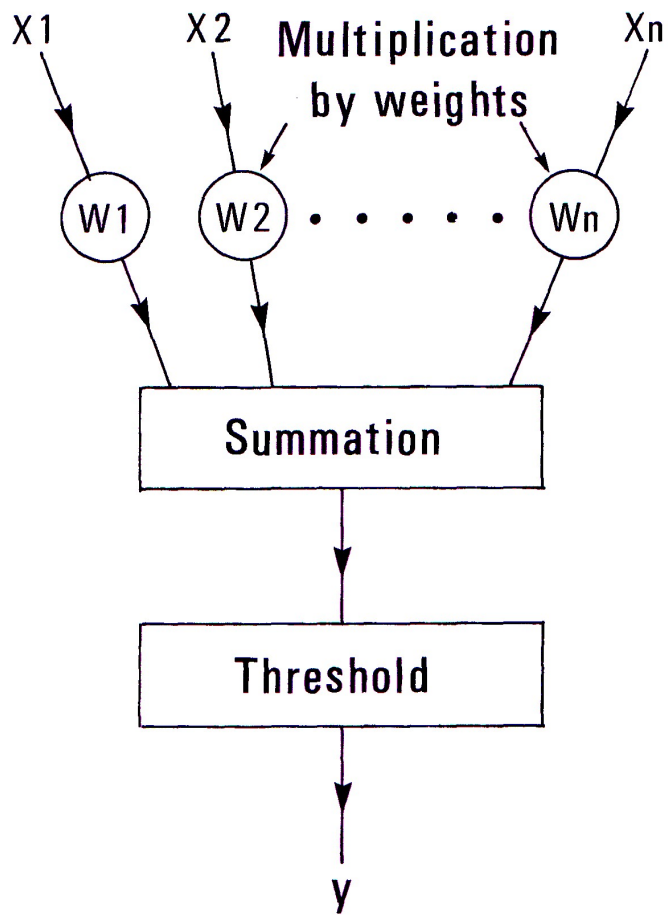 X1 X2 Multiplication Xn
by weights
W1 W2 Wn
Summation
Threshold
y